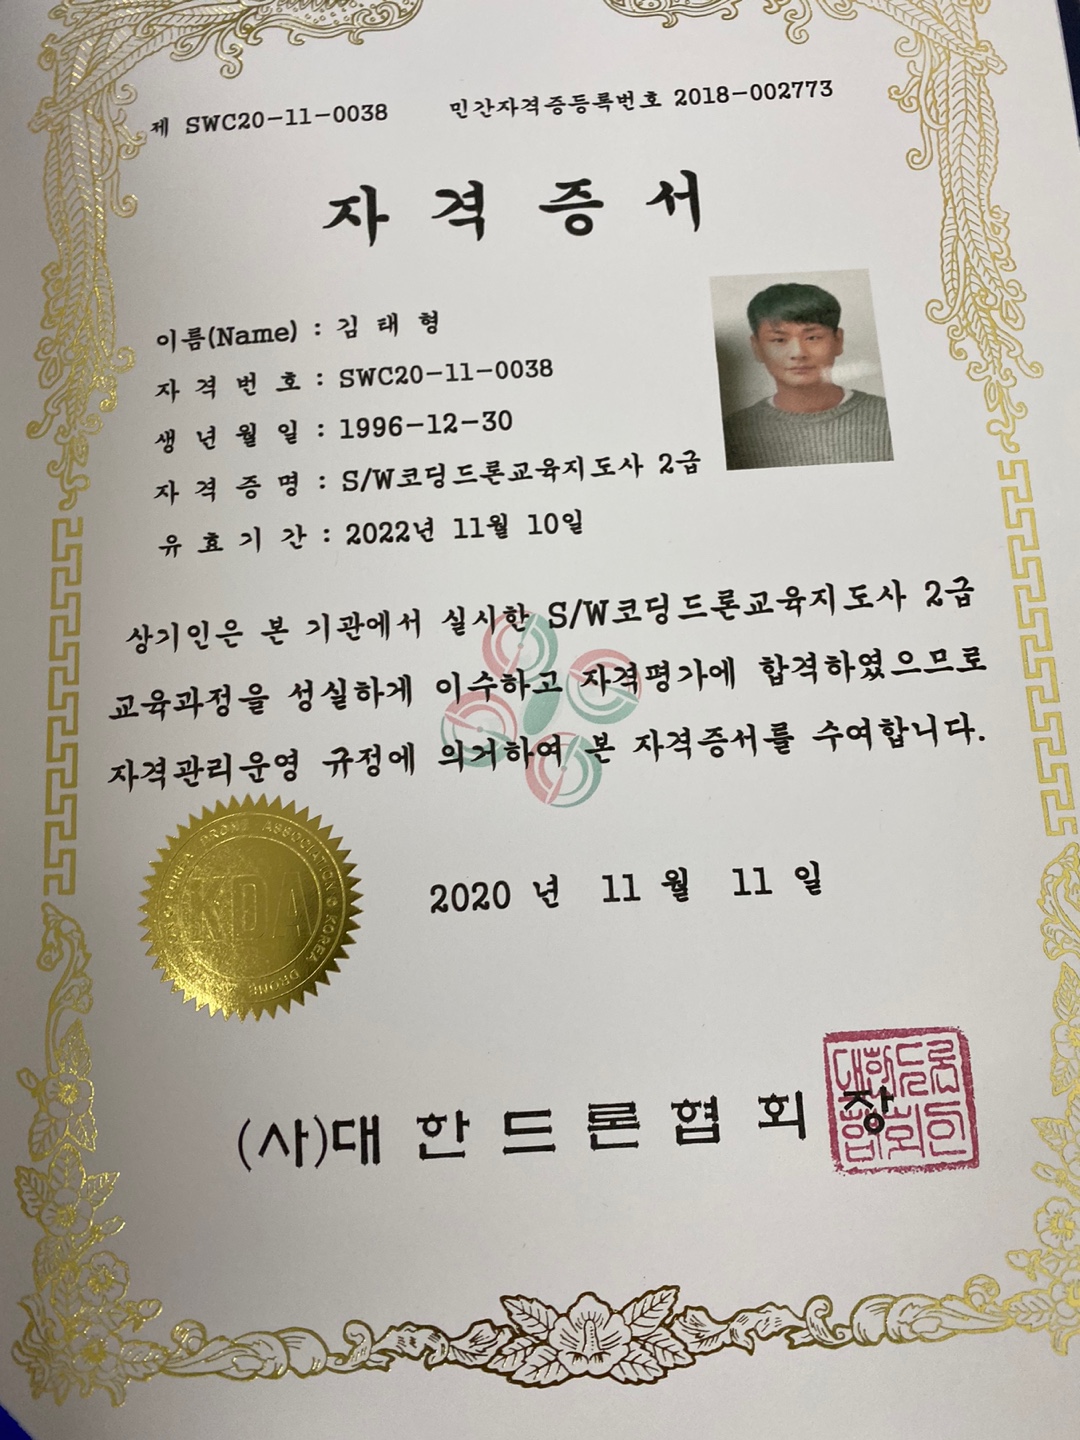 제 SWC20-11-0038 민간자격증등록번호 2018-002773
자격증서
이름(Name) : 김태형
자격번호 : SWC20-11-0038
생년월일 : 1996-12-30
자격증명 : S/W코딩드론교육지도사 2급
유효기간 : 2022년 11월 10일
상기인은 본 기관에서 실시한 S/W코딩드론교육지도사 2급
교육과정을 성실하게 이수하고 자격평가에 합격하였으므로
자격관리운영 규정에 의거하여 본 자격증서를 수여합니다.
KOREA DRONE ASSOCIATION KOREA DRONE
KDA
2020 년 11 월 11 일
(사)대한드론협회장
대한드론
협회